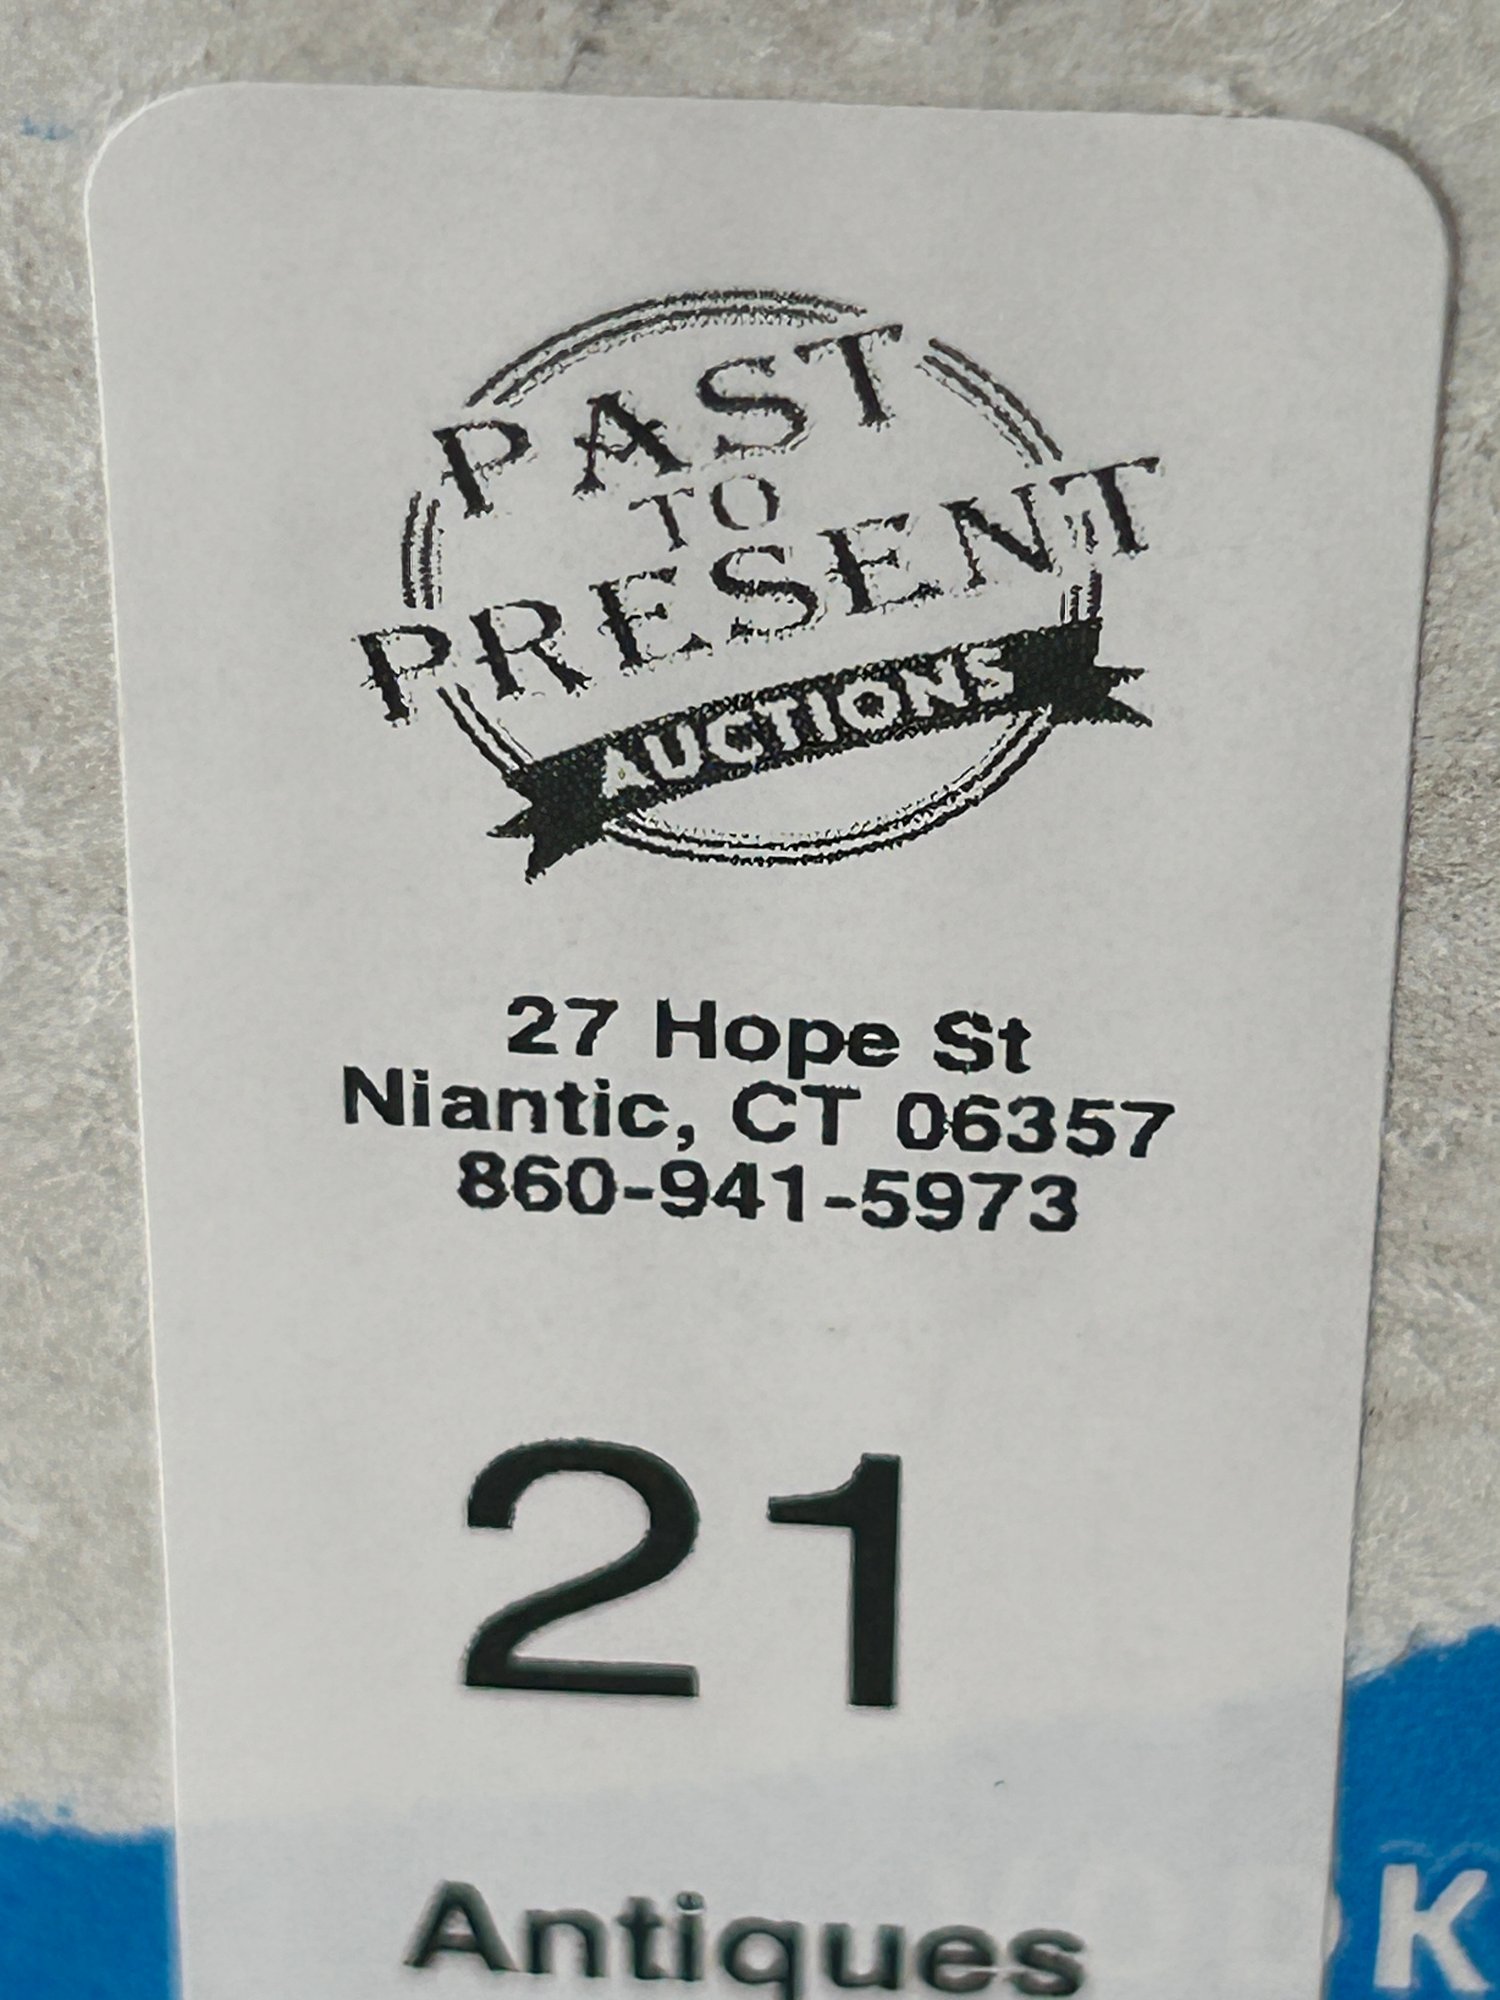 PAST
TO
PRESENT
AUCTIONS
27 Hope St
Niantic, CT 06357
860-941-5973
21
Antiques
K